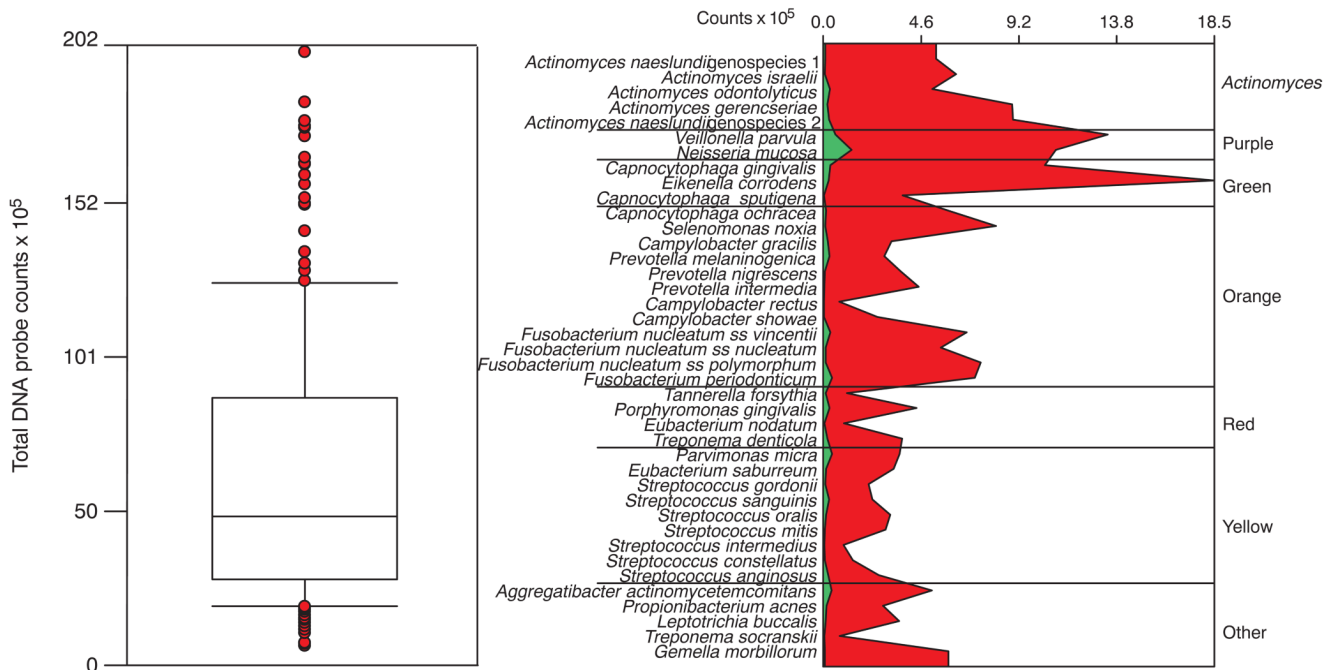 Total DNA probe counts x 10⁵
202
152
101
50
0
Counts x 10⁵ 0.0 4.6 9.2 13.8 18.5
Actinomyces naeslundii genospecies 1
Actinomyces israelii
Actinomyces odontolyticus
Actinomyces gerencseriae
Actinomyces naeslundii genospecies 2
Actinomyces
Veillonella parvula
Neisseria mucosa
Purple
Capnocytophaga gingivalis
Eikenella corrodens
Capnocytophaga sputigena
Green
Capnocytophaga ochracea
Selenomonas noxia
Campylobacter gracilis
Prevotella melaninogenica
Prevotella nigrescens
Prevotella intermedia
Campylobacter rectus
Campylobacter showae
Fusobacterium nucleatum ss vincentii
Fusobacterium nucleatum ss nucleatum
Fusobacterium nucleatum ss polymorphum
Fusobacterium periodonticum
Orange
Tannerella forsythia
Porphyromonas gingivalis
Eubacterium nodatum
Treponema denticola
Red
Parvimonas micra
Eubacterium saburreum
Streptococcus gordonii
Streptococcus sanguinis
Streptococcus oralis
Streptococcus mitis
Streptococcus intermedius
Streptococcus constellatus
Streptococcus anginosus
Yellow
Aggregatibacter actinomycetemcomitans
Propionibacterium acnes
Leptotrichia buccalis
Treponema socranskii
Gemella morbillorum
Other